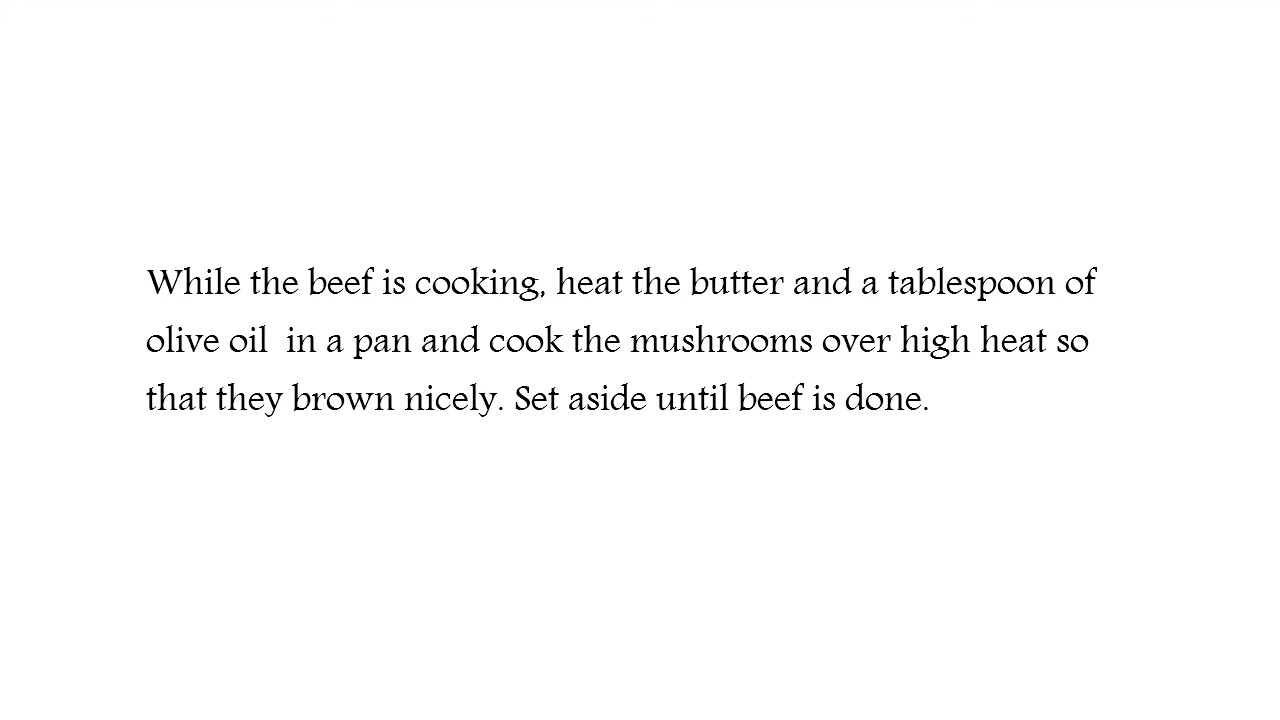 While the beef is cooking, heat the butter and a tablespoon of
olive oil  in a pan and cook the mushrooms over high heat so
that they brown nicely. Set aside until beef is done.